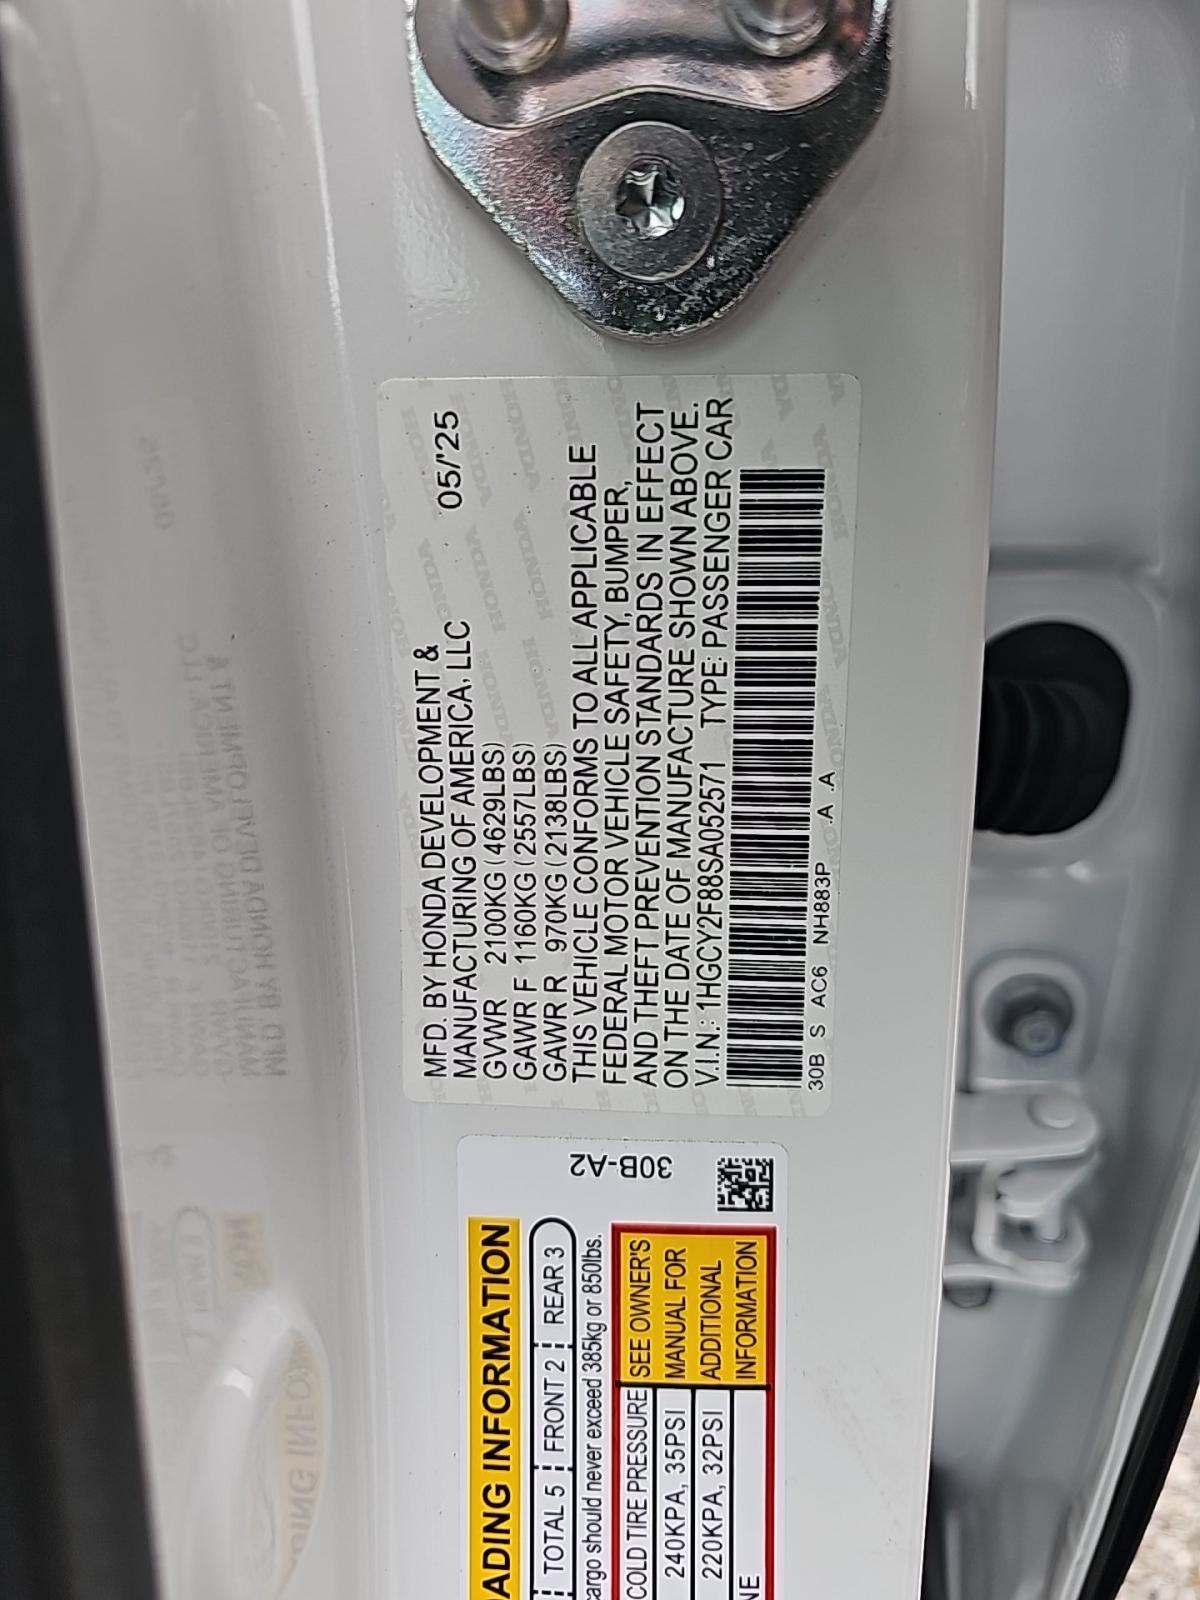 MFD. BY HONDA DEVELOPMENT &
MANUFACTURING OF AMERICA, LLC 05/'25
GVWR 2100KG (4629LBS)
GAWR F 1160KG (2557LBS)
GAWR R 970KG (2138LBS)
THIS VEHICLE CONFORMS TO ALL APPLICABLE
FEDERAL MOTOR VEHICLE SAFETY, BUMPER,
AND THEFT PREVENTION STANDARDS IN EFFECT
ON THE DATE OF MANUFACTURE SHOWN ABOVE.
V.I.N.: 1HGCY2F88SA052571 TYPE: PASSENGER CAR
30B S AC6 NH883P .A .A
30B-A2
ADING INFORMATION
TOTAL 5 FRONT 2 REAR 3
cargo should never exceed 385kg or 850lbs.
COLD TIRE PRESSURE
240KPA, 35PSI
220KPA, 32PSI
NE
SEE OWNER'S
MANUAL FOR
ADDITIONAL
INFORMATION